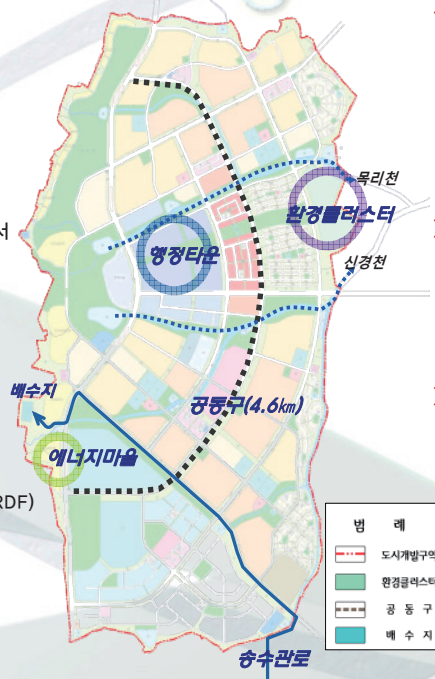 목리천
서
환경클러스터
행정타운
신경천
배수지
공동구(4.6㎞)
에너지마을
RDF)
범 례
도시개발구역
환경클러스터
공 동 구
배 수 지
송수관로